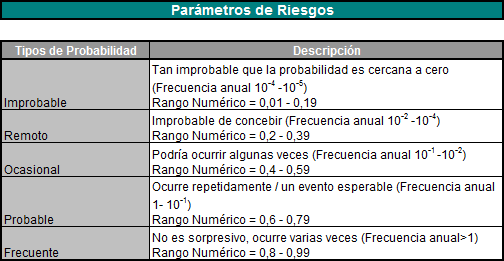 Parámetros de Riesgos
Tipos de Probabilidad Descripción
Tan improbable que la probabilidad es cercana a cero
(Frecuencia anual 10⁻⁴ -10⁻⁵)
Improbable Rango Numérico = 0,01 - 0,19
Improbable de concebir (Frecuencia anual 10⁻² -10⁻⁴)
Remoto Rango Numérico = 0,2 - 0,39
Podría ocurrir algunas veces (Frecuencia anual 10⁻¹ -10⁻²)
Ocasional Rango Numérico = 0,4 - 0,59
Ocurre repetidamente / un evento esperable (Frecuencia anual
1- 10⁻¹)
Probable Rango Numérico = 0,6 - 0,79
No es sorpresivo, ocurre varias veces (Frecuencia anual>1)
Frecuente Rango Numérico = 0,8 - 0,99